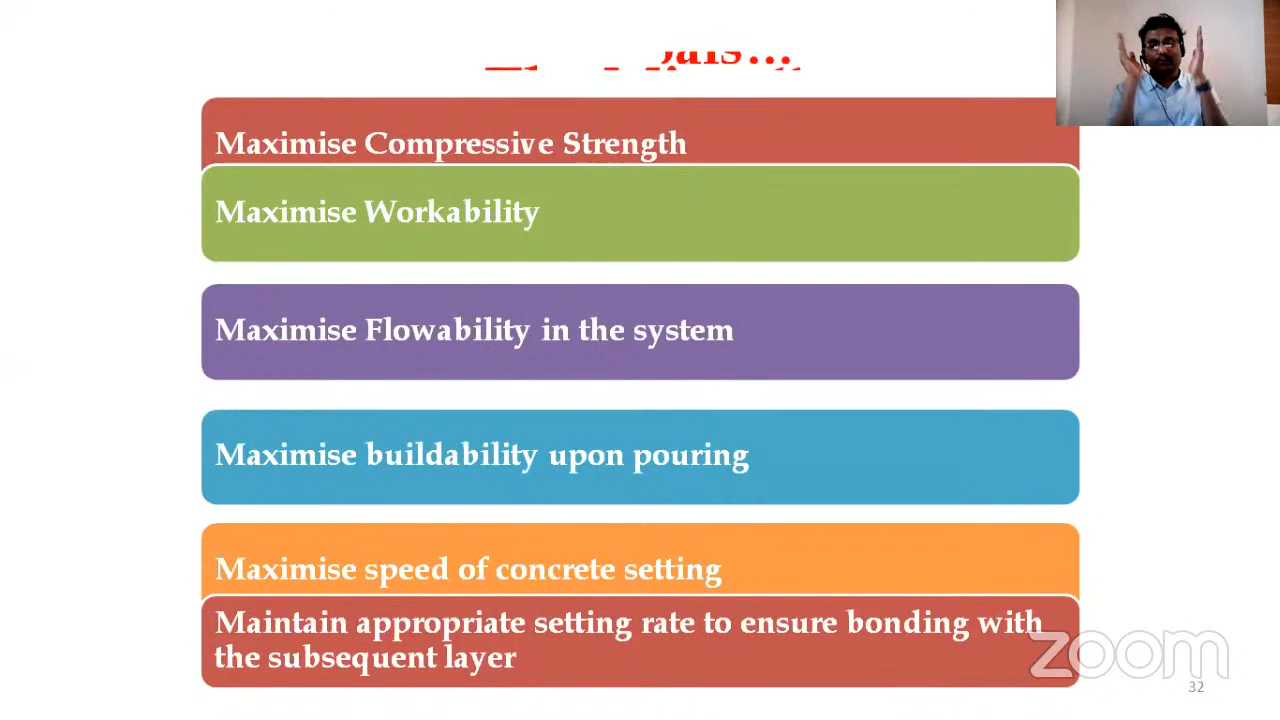 Maximise Compressive Strength
Maximise Workability
Maximise Flowability in the system
Maximise buildability upon pouring
Maximise speed of concrete setting
Maintain appropriate setting rate to ensure bonding with
the subsequent layer
zoom
32